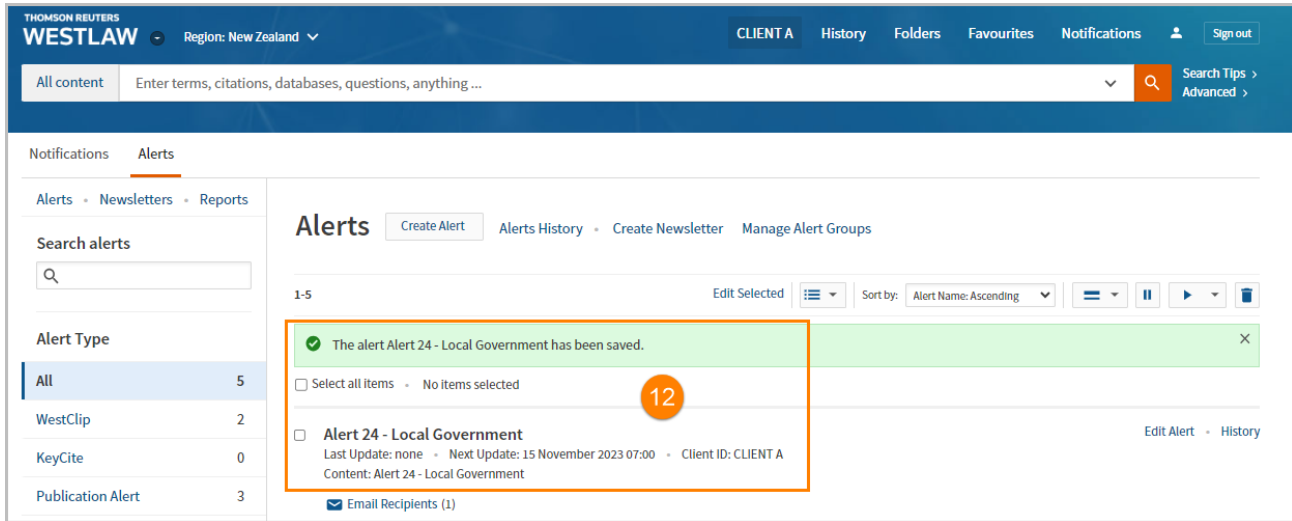 THOMSON REUTERS
WESTLAW
Region: New Zealand
CLIENT A
History
Folders
Favourites
Notifications
Sign out
All content
Enter terms, citations, databases, questions, anything ...
Search Tips >
Advanced >
Notifications
Alerts
Alerts • Newsletters • Reports
Search alerts
Alert Type
All 5
WestClip 2
KeyCite 0
Publication Alert 3
Alerts
Create Alert
Alerts History • Create Newsletter Manage Alert Groups
1-5
Edit Selected
Sort by: Alert Name: Ascending
The alert Alert 24 - Local Government has been saved.
Select all items • No items selected
12
Alert 24 - Local Government
Edit Alert • History
Last Update: none • Next Update: 15 November 2023 07:00 • Client ID: CLIENT A
Content: Alert 24 - Local Government
Email Recipients (1)